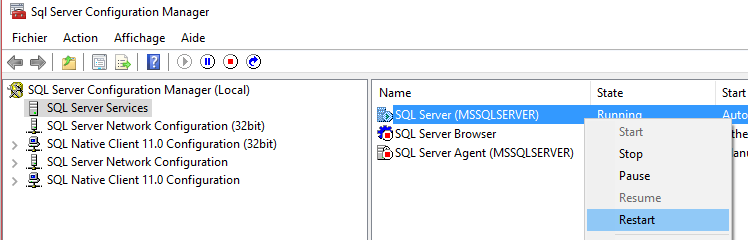 Sql Server Configuration Manager
Fichier Action Affichage Aide
SQL Server Configuration Manager (Local)
SQL Server Services
SQL Server Network Configuration (32bit)
SQL Native Client 11.0 Configuration (32bit)
SQL Server Network Configuration
SQL Native Client 11.0 Configuration
Name State Start
SQL Server (MSSQLSERVER) Running Auto
SQL Server Browser
SQL Server Agent (MSSQLSERVER)
Start
Stop
Pause
Resume
Restart